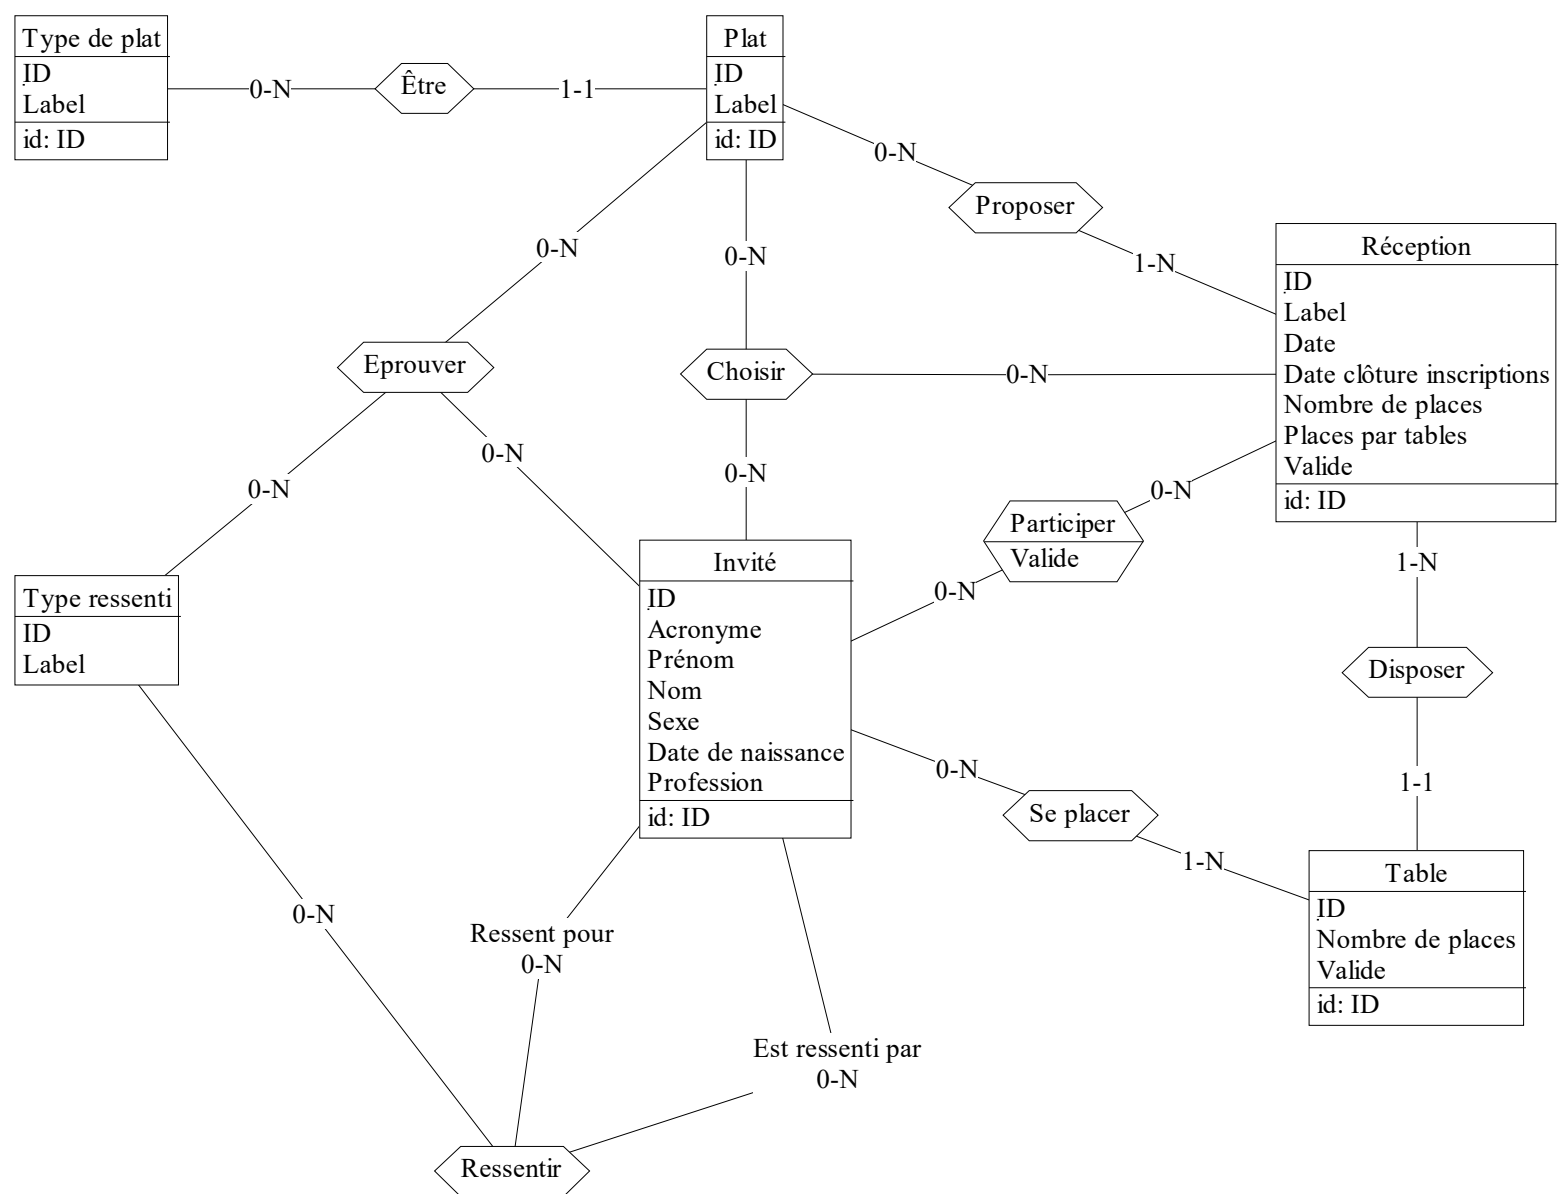 Type de plat
ID
Label
id: ID
0-N
Être
1-1
Plat
ID
Label
id: ID
0-N
Proposer
1-N
Réception
ID
Label
Date
Date clôture inscriptions
Nombre de places
Places par tables
Valide
id: ID
0-N
Eprouver
0-N
0-N
0-N
Choisir
0-N
0-N
Type ressenti
ID
Label
Invité
ID
Acronyme
Prénom
Nom
Sexe
Date de naissance
Profession
id: ID
0-N
Participer
Valide
0-N
1-N
Disposer
1-1
0-N
Se placer
1-N
Table
ID
Nombre de places
Valide
id: ID
0-N
Ressent pour
0-N
Est ressenti par
0-N
Ressentir